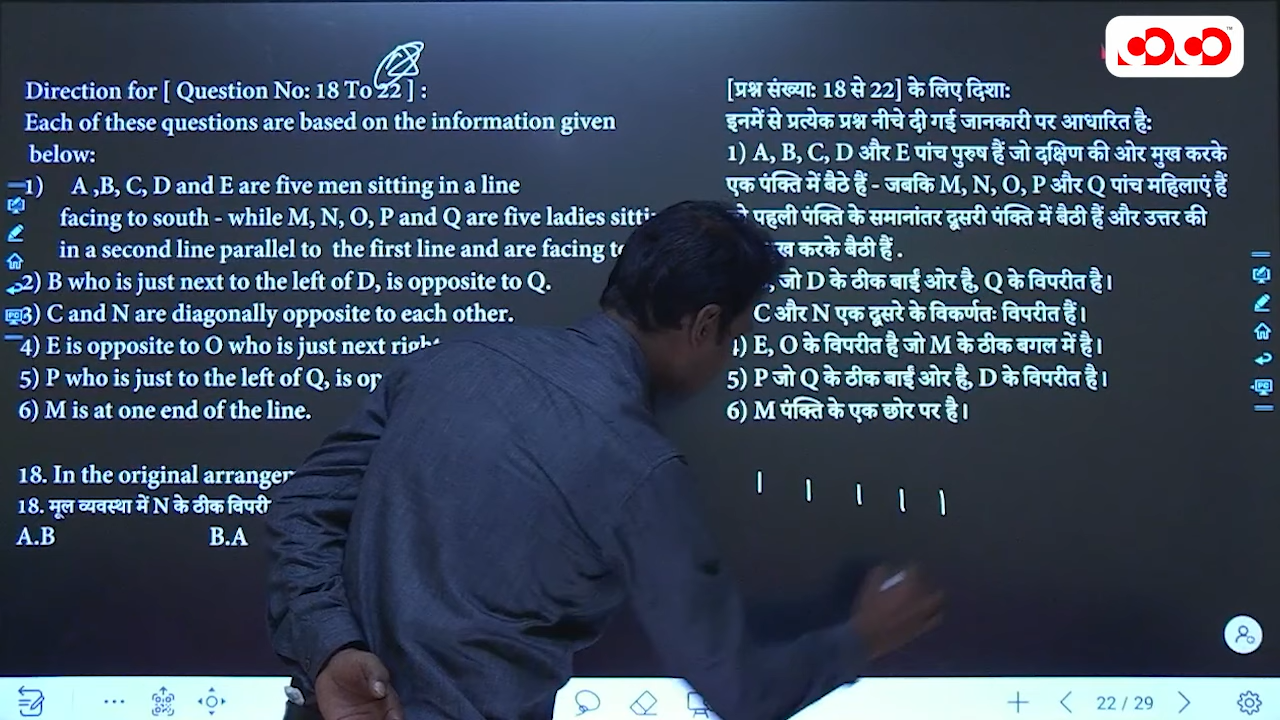 Direction for [ Question No: 18 To 22 ] :
Each of these questions are based on the information given
below:
1) A ,B, C, D and E are five men sitting in a line
facing to south - while M, N, O, P and Q are five ladies
in a second line parallel to the first line and are facing
2) B who is just next to the left of D, is opposite to Q.
3) C and N are diagonally opposite to each other.
4) E is opposite to O who is just next
5) P who is just to the left of Q, is
6) M is at one end of the line.
18. In the original
18. मूल व्यवस्था में N के ठीक
A.B B.A
[प्रश्न संख्या: 18 से 22] के लिए दिशा:
इनमें से प्रत्येक प्रश्न नीचे दी गई जानकारी पर आधारित है:
1) A, B, C, D और E पांच पुरुष हैं जो दक्षिण की ओर मुख करके
एक पंक्ति में बैठे हैं - जबकि M, N, O, P और Q पांच महिलाएं हैं
पहली पंक्ति के समानांतर दूसरी पंक्ति में बैठी हैं और उत्तर की
करके बैठी हैं .
जो D के ठीक बाईं ओर है, Q के विपरीत है।
C और N एक दूसरे के विकर्णतः विपरीत हैं।
4) E, O के विपरीत है जो M के ठीक बगल में है।
5) P जो Q के ठीक बाईं ओर है, D के विपरीत है।
6) M पंक्ति के एक छोर पर है।
22 / 29